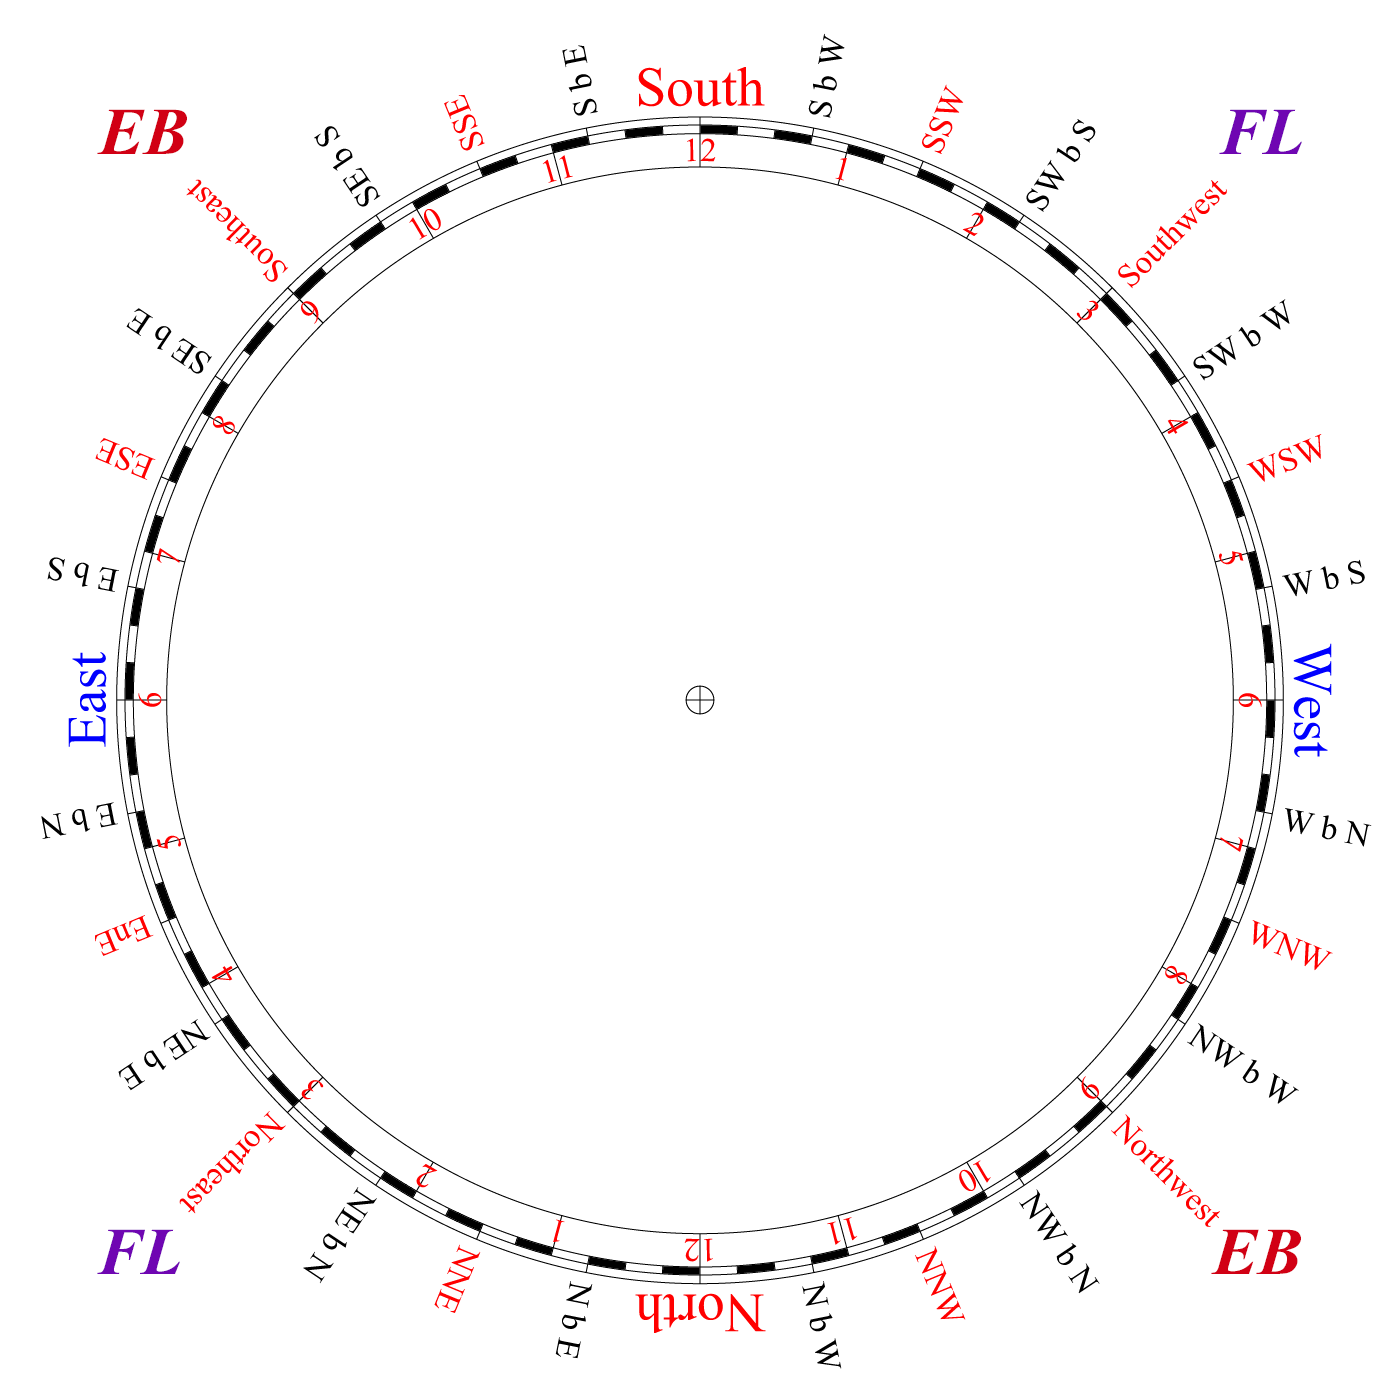 South
S b W
SSW
SW b S
FL
Southwest
SW b W
WSW
W b S
West
W b N
WNW
NW b W
Northwest
EB
NW b N
NNW
N b W
North
N b E
NNE
NE b N
FL
Northeast
NE b E
EnE
E b N
East
E b S
ESE
SE b E
Southeast
EB
SE b S
SSE
S b E
12
1
2
3
4
5
6
7
8
9
10
11
12
1
2
3
4
5
6
7
8
9
10
11